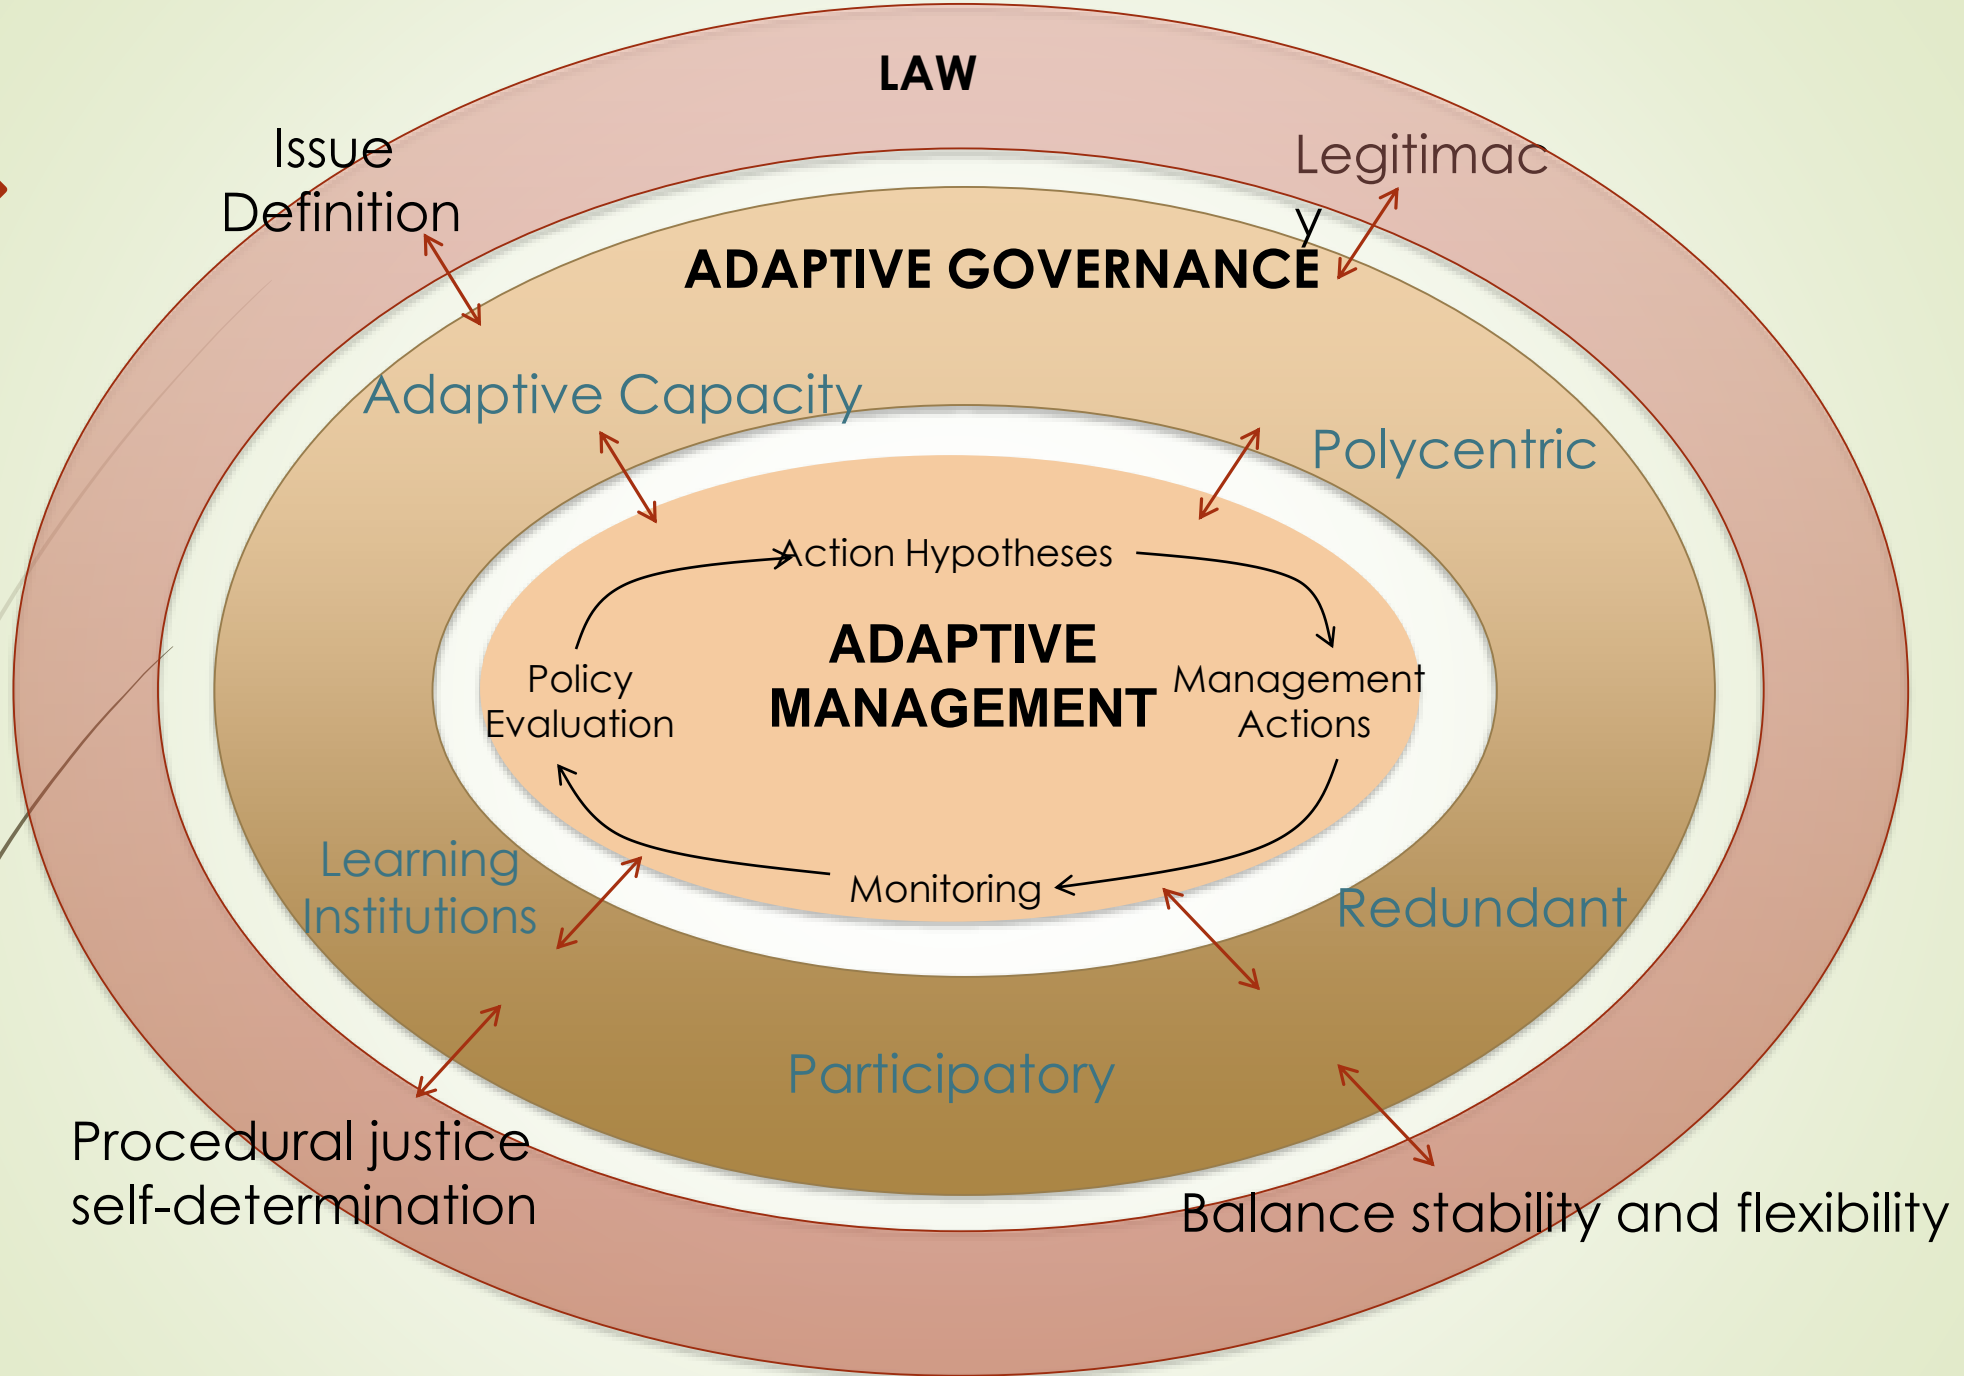 LAW
Issue
Definition
Legitimac
y
ADAPTIVE GOVERNANCE
Adaptive Capacity
Polycentric
Action Hypotheses
ADAPTIVE
MANAGEMENT
Policy
Evaluation
Management
Actions
Monitoring
Learning
Institutions
Redundant
Participatory
Procedural justice
self-determination
Balance stability and flexibility